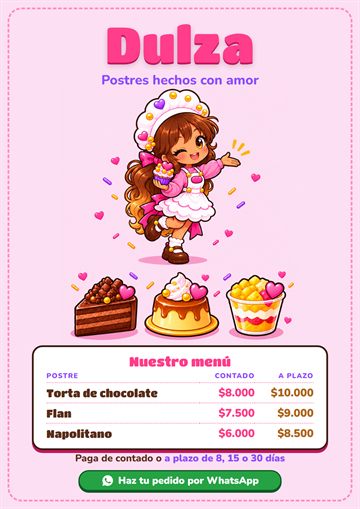 Dulza
Postres hechos con amor
Nuestro menú
POSTRE CONTADO A PLAZO
Torta de chocolate $8.000 $10.000
Flan $7.500 $9.000
Napolitano $6.000 $8.500
Paga de contado o a plazo de 8, 15 o 30 días
Haz tu pedido por WhatsApp